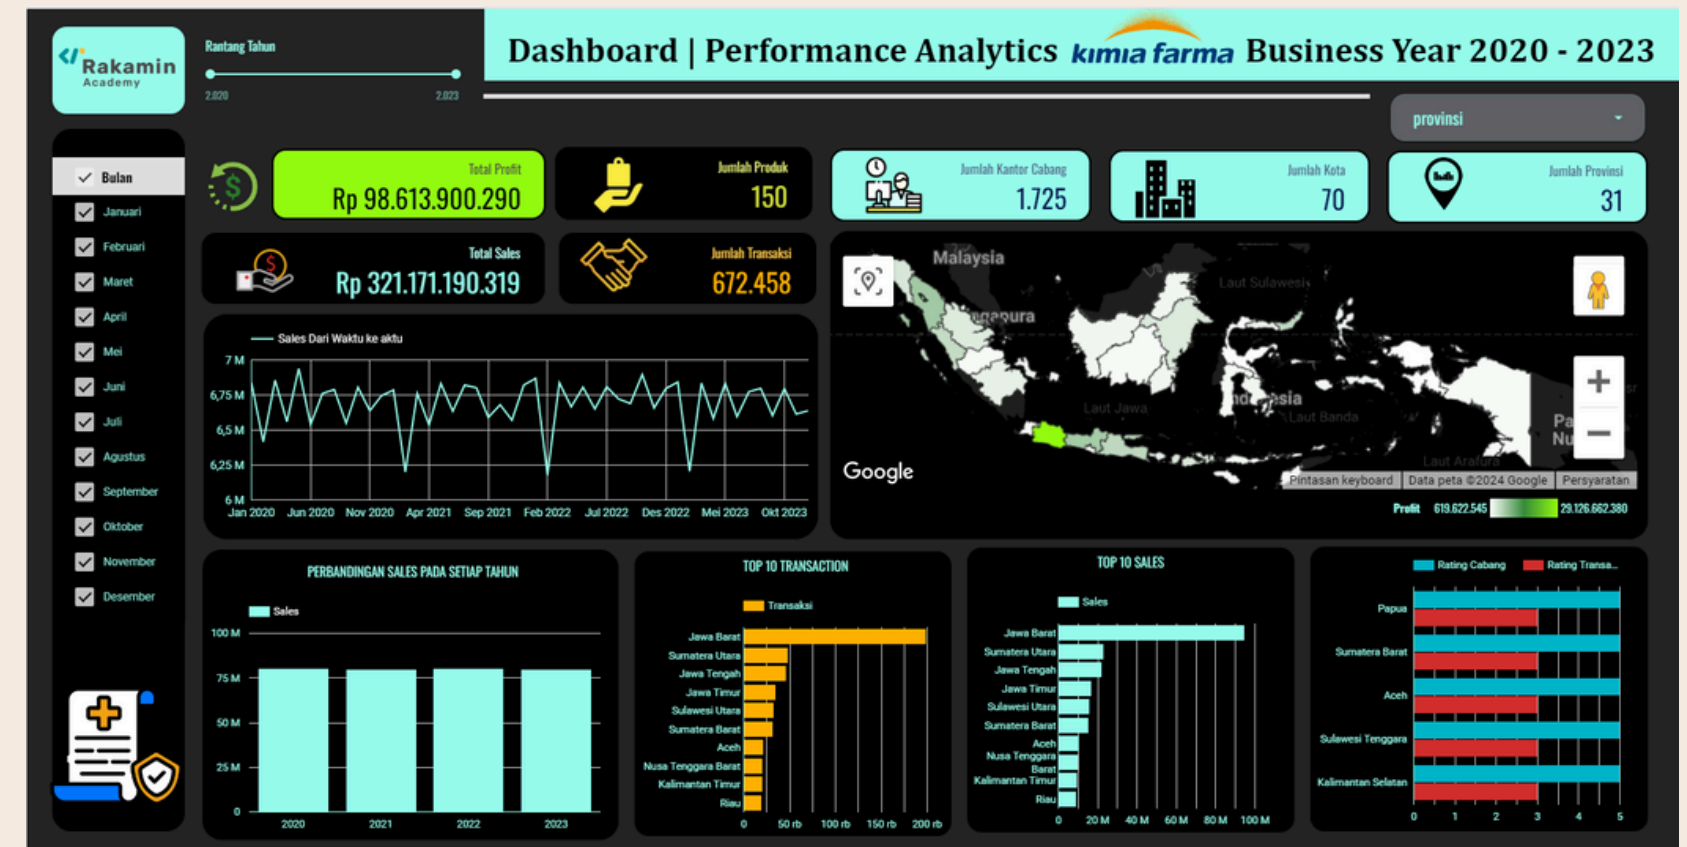 Rakamin
Academy
Rantang Tahun
2.020
2.023
Dashboard | Performance Analytics kimia farma Business Year 2020 - 2023
provinsi
Bulan
Januari
Februari
Maret
April
Mei
Juni
Juli
Agustus
September
Oktober
November
Desember
Total Profit
Rp 98.613.900.290
Jumlah Produk
150
Jumlah Kantor Cabang
1.725
Jumlah Kota
70
Jumlah Provinsi
31
Total Sales
Rp 321.171.190.319
Jumlah Transaksi
672.458
Sales Dari Waktu ke aktu
7 M
6,75 M
6,5 M
6,25 M
6 M
Jan 2020 Jun 2020 Nov 2020 Apr 2021 Sep 2021 Feb 2022 Jul 2022 Des 2022 Mei 2023 Okt 2023
Malaysia
Laut Sulawesi
Laut Jawa
Laut Banda
Laut Arafura
Google
Pintasan keyboard
Data peta ©2024 Google
Persyaratan
Profit 619.622.545 29.126.662.380
PERBANDINGAN SALES PADA SETIAP TAHUN
Sales
100 M
75 M
50 M
25 M
0
2020 2021 2022 2023
TOP 10 TRANSACTION
Transaksi
Jawa Barat
Sumatera Utara
Jawa Tengah
Jawa Timur
Sulawesi Utara
Sumatera Barat
Aceh
Nusa Tenggara Barat
Kalimantan Timur
Riau
0 50 rb 100 rb 150 rb 200 rb
TOP 10 SALES
Sales
Jawa Barat
Sumatera Utara
Jawa Tengah
Jawa Timur
Sulawesi Utara
Sumatera Barat
Aceh
Nusa Tenggara
Barat
Kalimantan Timur
Riau
0 20 M 40 M 60 M 80 M 100 M
Rating Cabang
Rating Transa...
Papua
Sumatera Barat
Aceh
Sulawesi Tenggara
Kalimantan Selatan
0 1 2 3 4 5